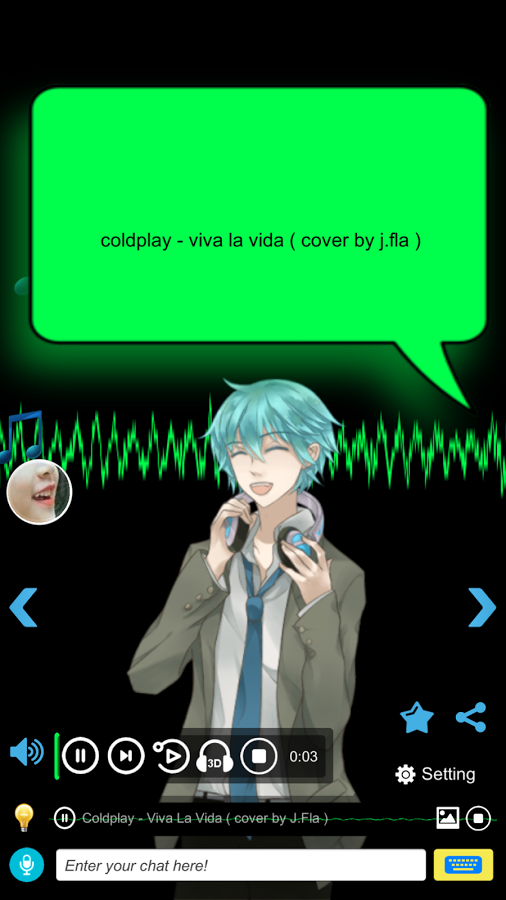 coldplay - viva la vida ( cover by j.fla )
3D
0:03
Setting
Coldplay - Viva La Vida ( cover by J.Fla )
Enter your chat here!